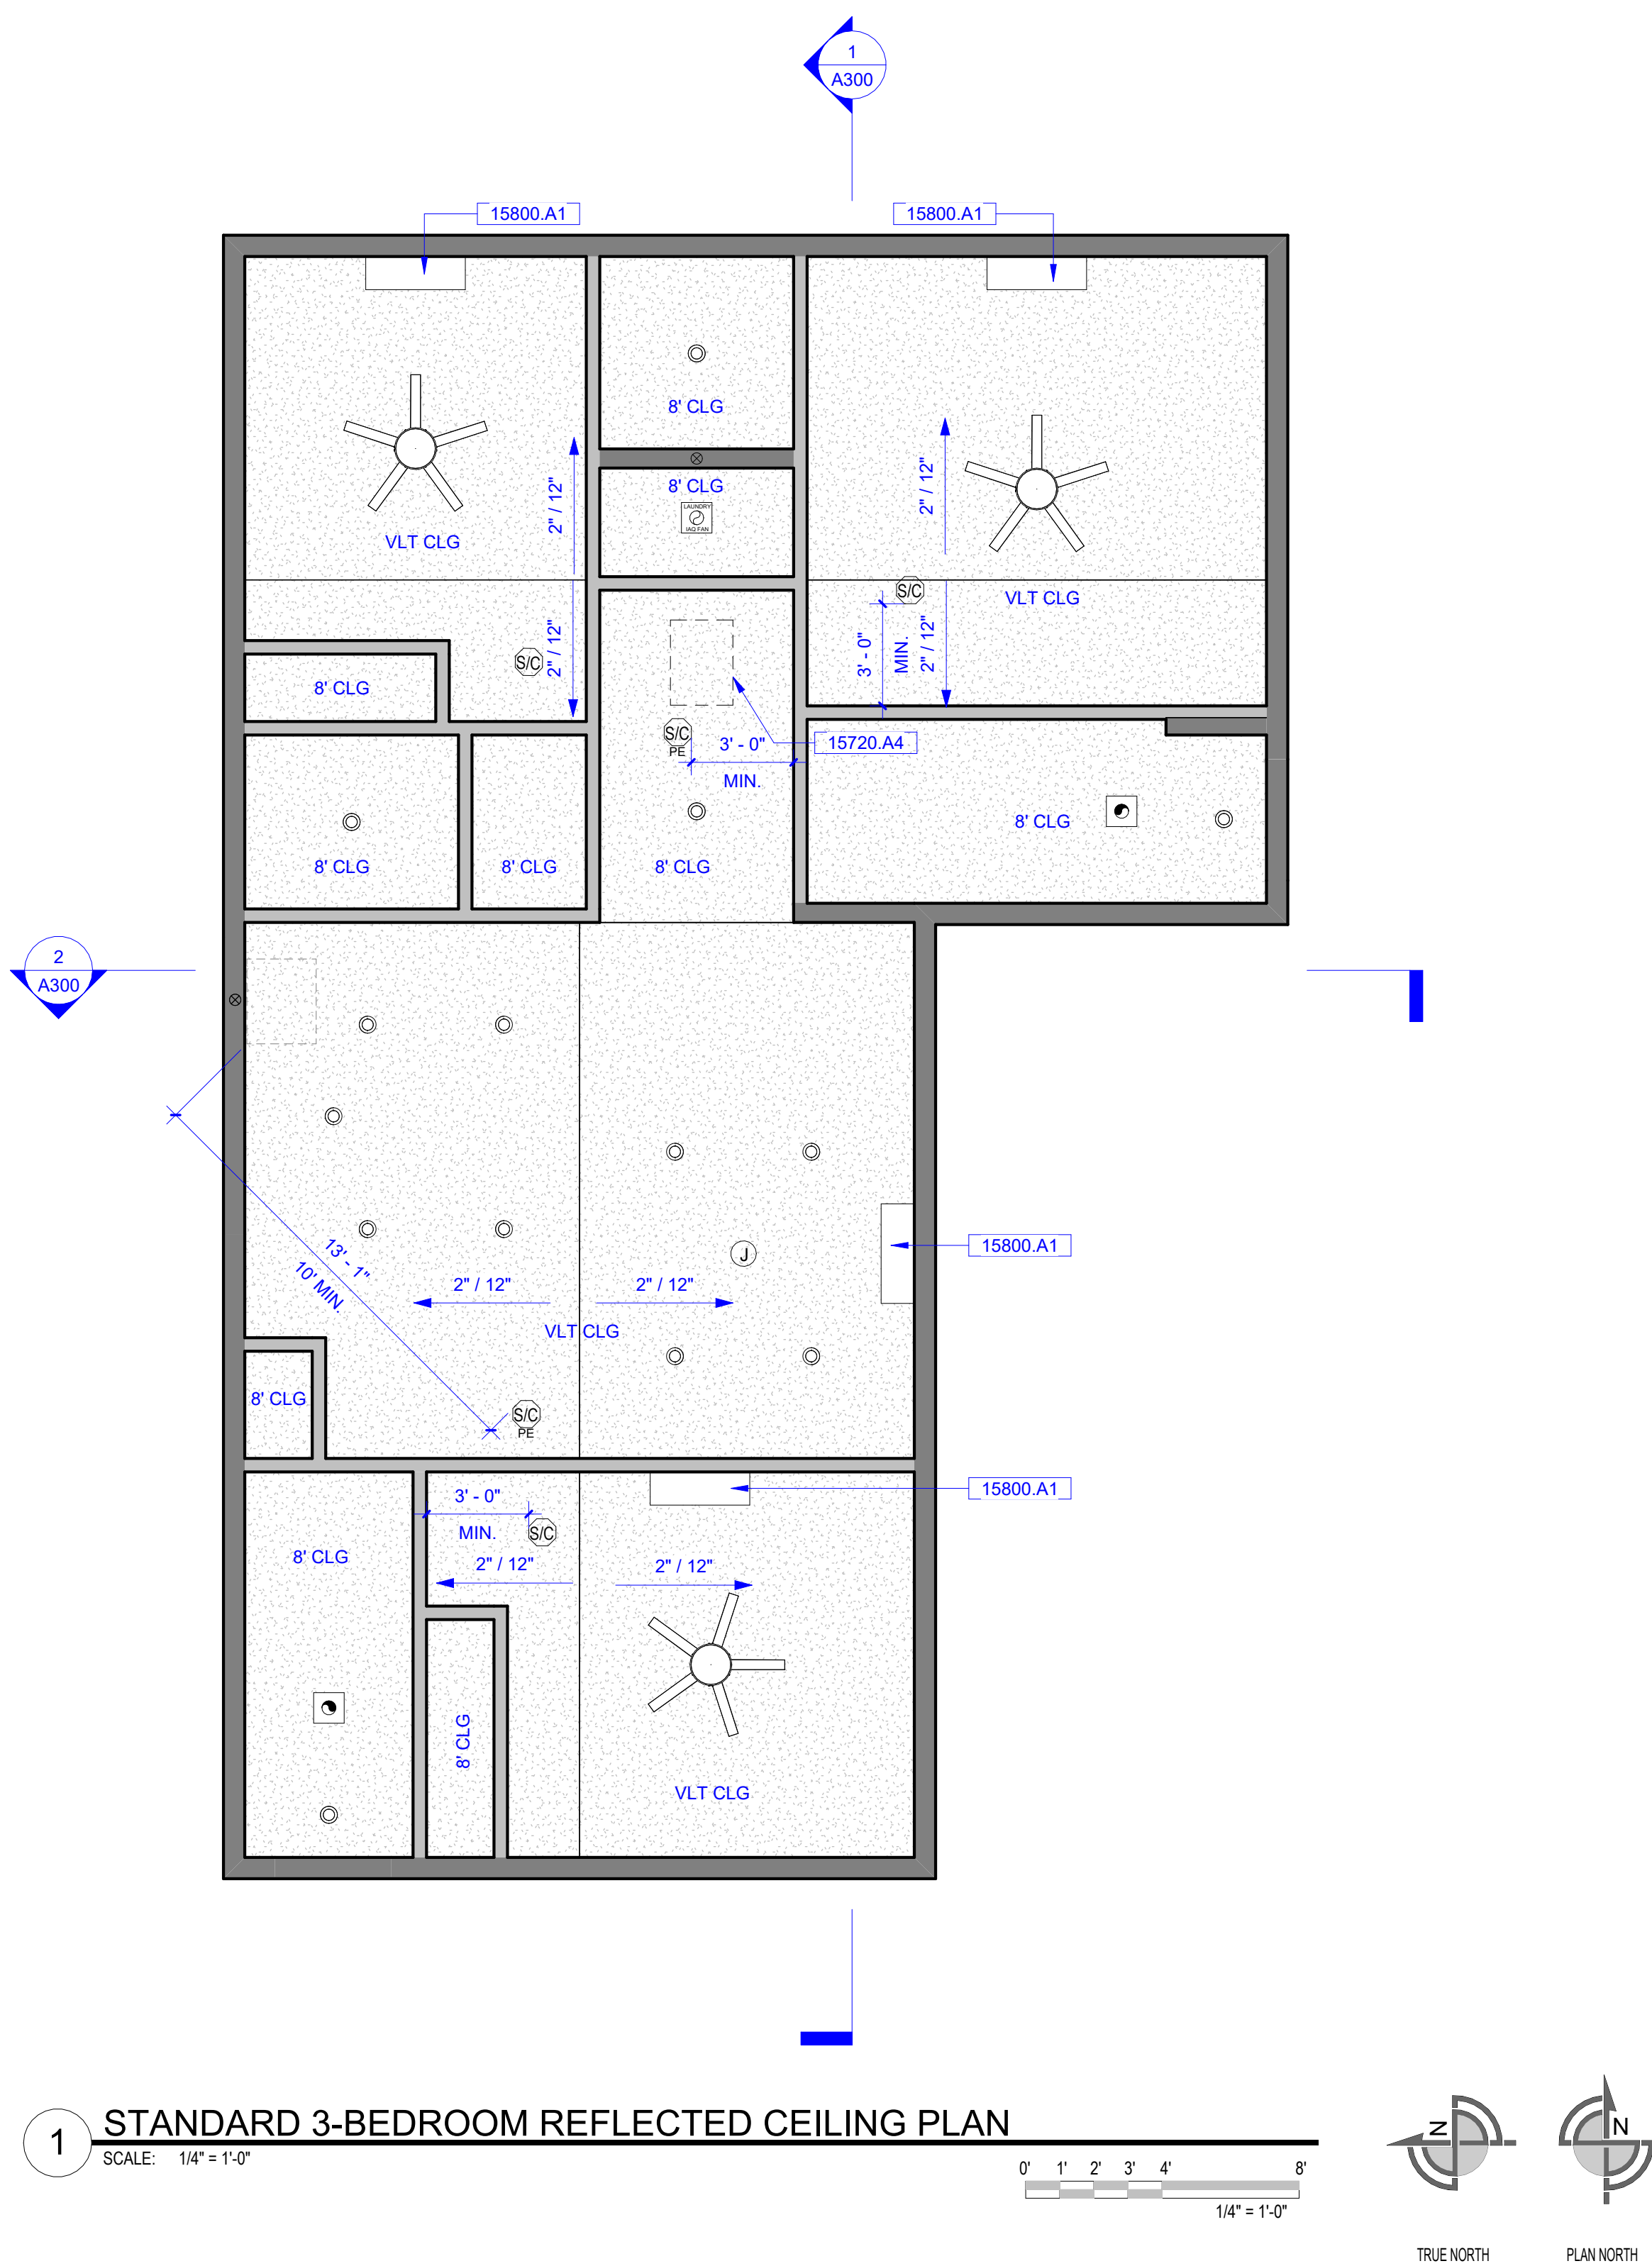 1
A300
15800.A1
15800.A1
8' CLG
2" / 12"
2" / 12"
8' CLG
LAUNDRY
IAQ FAN
VLT CLG
S/C
VLT CLG
3' - 0"
MIN.
2" / 12"
2" / 12"
S/C
8' CLG
S/C
PE
3' - 0"
MIN.
15720.A4
8' CLG
8' CLG
8' CLG
8' CLG
2
A300
13' - 1"
10' MIN.
J
15800.A1
2" / 12"
2" / 12"
VLT CLG
8' CLG
S/C
PE
15800.A1
3' - 0"
MIN.
S/C
8' CLG
2" / 12"
2" / 12"
8' CLG
VLT CLG
1
STANDARD 3-BEDROOM REFLECTED CEILING PLAN
SCALE: 1/4" = 1'-0"
0' 1' 2' 3' 4' 8'
1/4" = 1'-0"
N
N
TRUE NORTH
PLAN NORTH